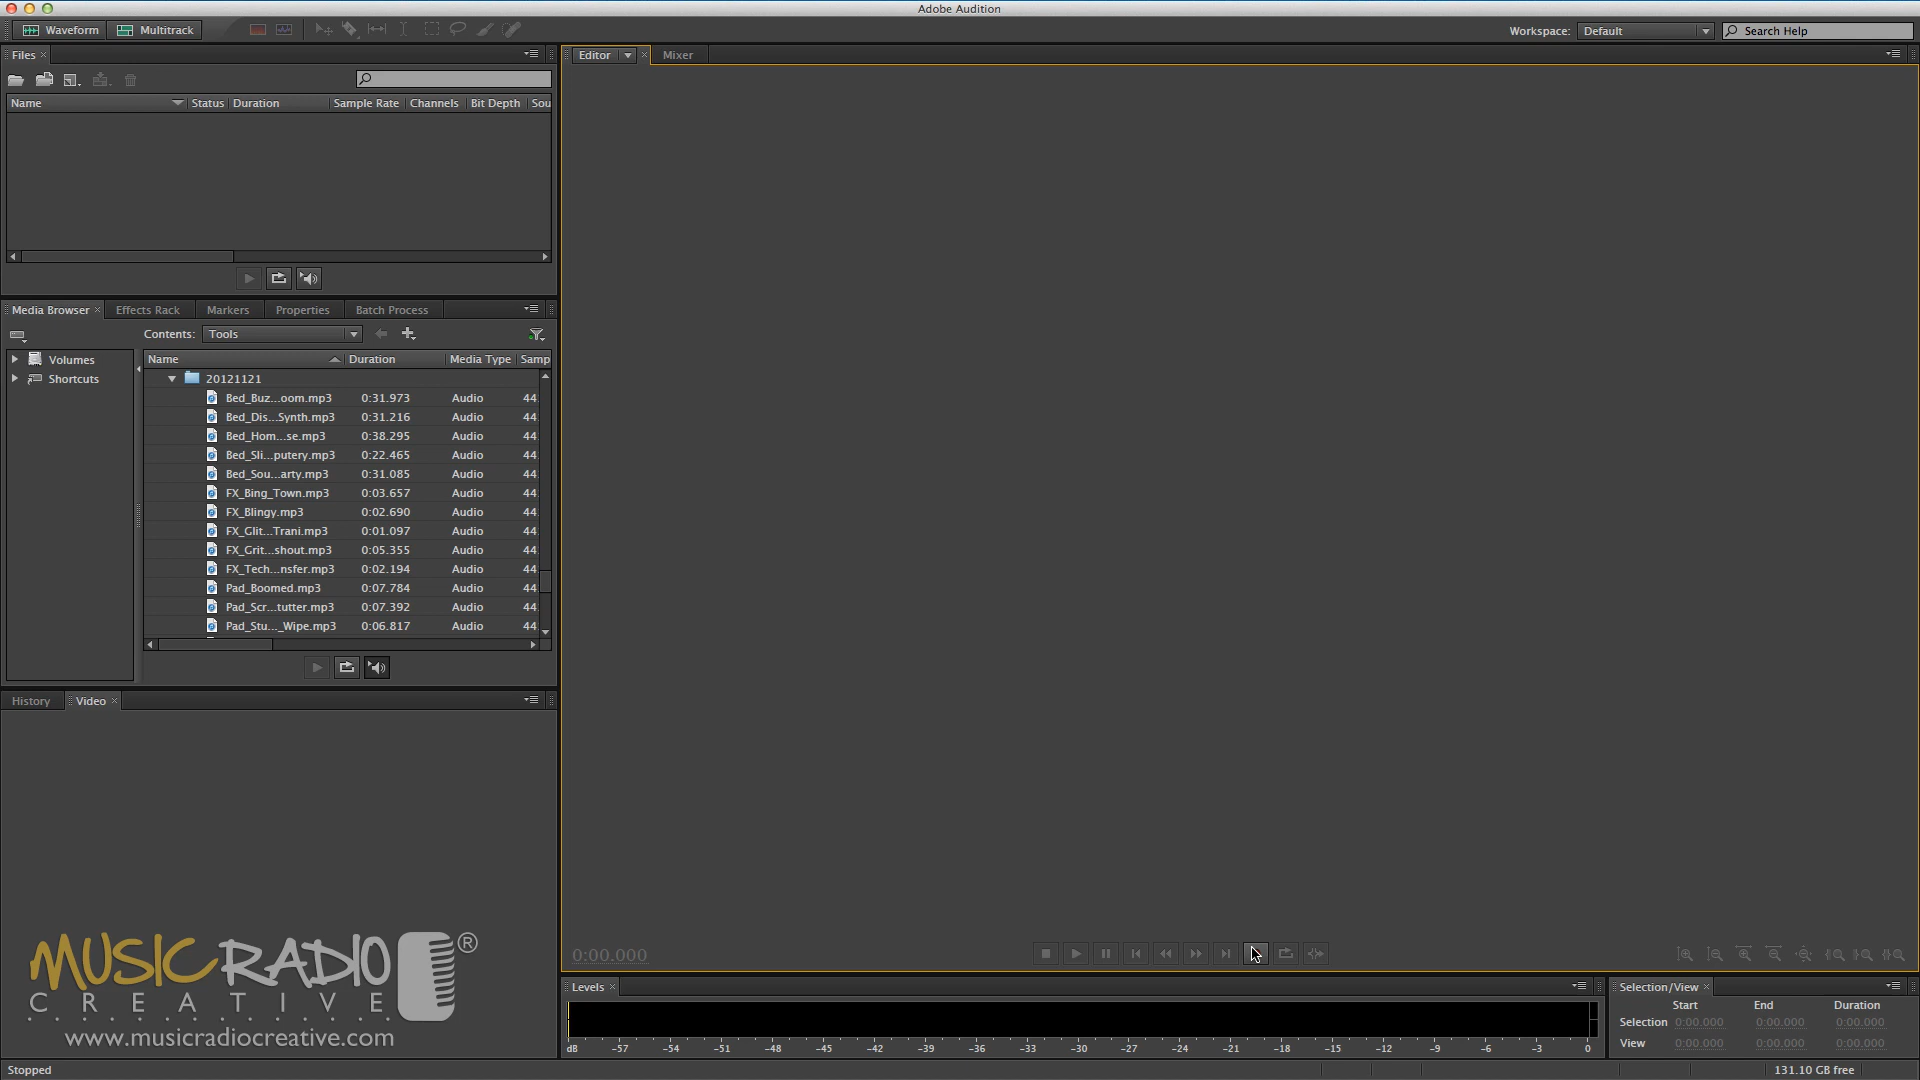 Adobe Audition
Waveform Multitrack
Workspace: Default Search Help
Files
Name Status Duration Sample Rate Channels Bit Depth Sou
Media Browser Effects Rack Markers Properties Batch Process
Contents: Tools
Volumes
Shortcuts
Name Duration Media Type Samp
20121121
Bed_Buz...oom.mp3 0:31.973 Audio 44
Bed_Dis...Synth.mp3 0:31.216 Audio 44
Bed_Hom...se.mp3 0:38.295 Audio 44
Bed_Sli...putery.mp3 0:22.465 Audio 44
Bed_Sou...arty.mp3 0:31.085 Audio 44
FX_Bing_Town.mp3 0:03.657 Audio 44
FX_Blingy.mp3 0:02.690 Audio 44
FX_Glit...Trani.mp3 0:01.097 Audio 44
FX_Grit...shout.mp3 0:05.355 Audio 44
FX_Tech...nsfer.mp3 0:02.194 Audio 44
Pad_Boomed.mp3 0:07.784 Audio 44
Pad_Scr...tutter.mp3 0:07.392 Audio 44
Pad_Stu..._Wipe.mp3 0:06.817 Audio 44
History Video
MUSIC RADIO ®
CREATIVE
www.musicradiocreative.com
Editor Mixer
0:00.000
Levels
dB -57 -54 -51 -48 -45 -42 -39 -36 -33 -30 -27 -24 -21 -18 -15 -12 -9 -6 -3 0
Selection/View
Start End Duration
Selection 0:00.000 0:00.000 0:00.000
View 0:00.000 0:00.000 0:00.000
Stopped
131.10 GB free